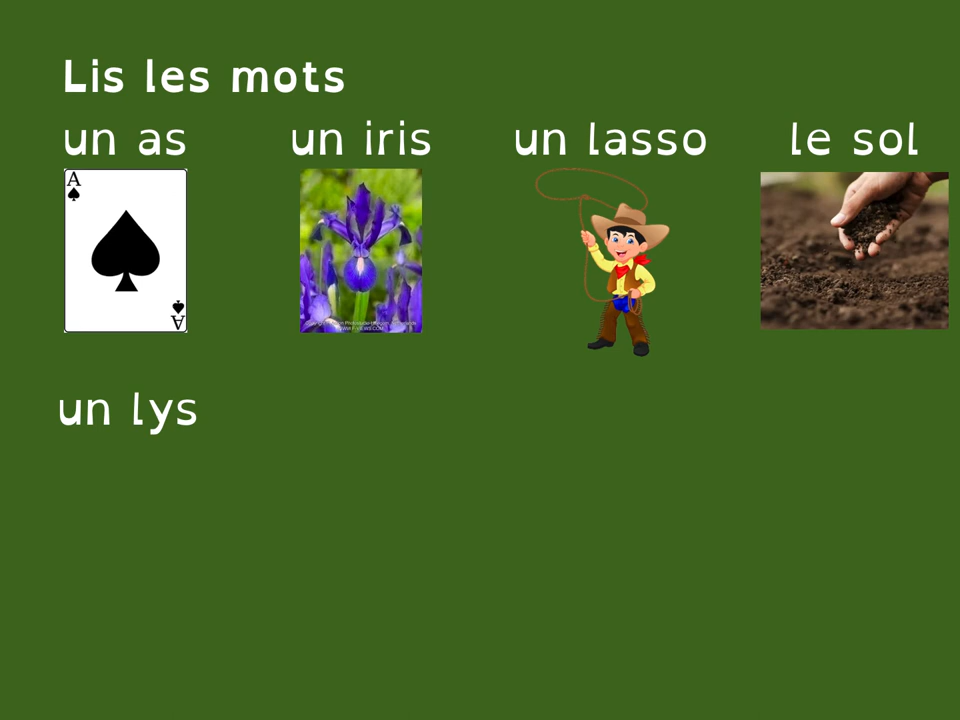 Lis les mots
un as un iris un lasso le sol
A
A
un lys